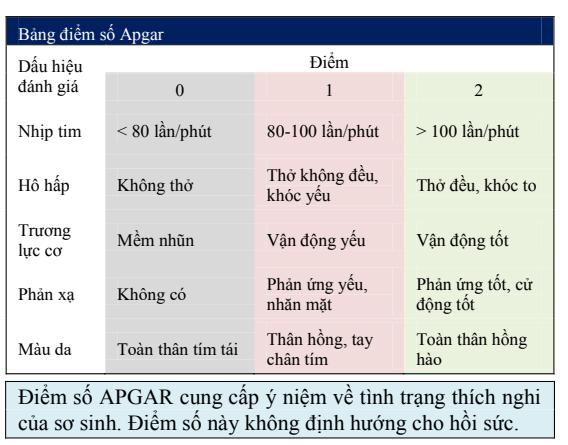 Bảng điểm số Apgar
Dấu hiệu đánh giá
Điểm
0 1 2
Nhịp tim < 80 lần/phút 80-100 lần/phút > 100 lần/phút
Hô hấp Không thở Thở không đều, khóc yếu Thở đều, khóc to
Trương lực cơ Mềm nhũn Vận động yếu Vận động tốt
Phản xạ Không có Phản ứng yếu, nhăn mặt Phản ứng tốt, cử động tốt
Màu da Toàn thân tím tái Thân hồng, tay chân tím Toàn thân hồng hào
Điểm số APGAR cung cấp ý niệm về tình trạng thích nghi
của sơ sinh. Điểm số này không định hướng cho hồi sức.